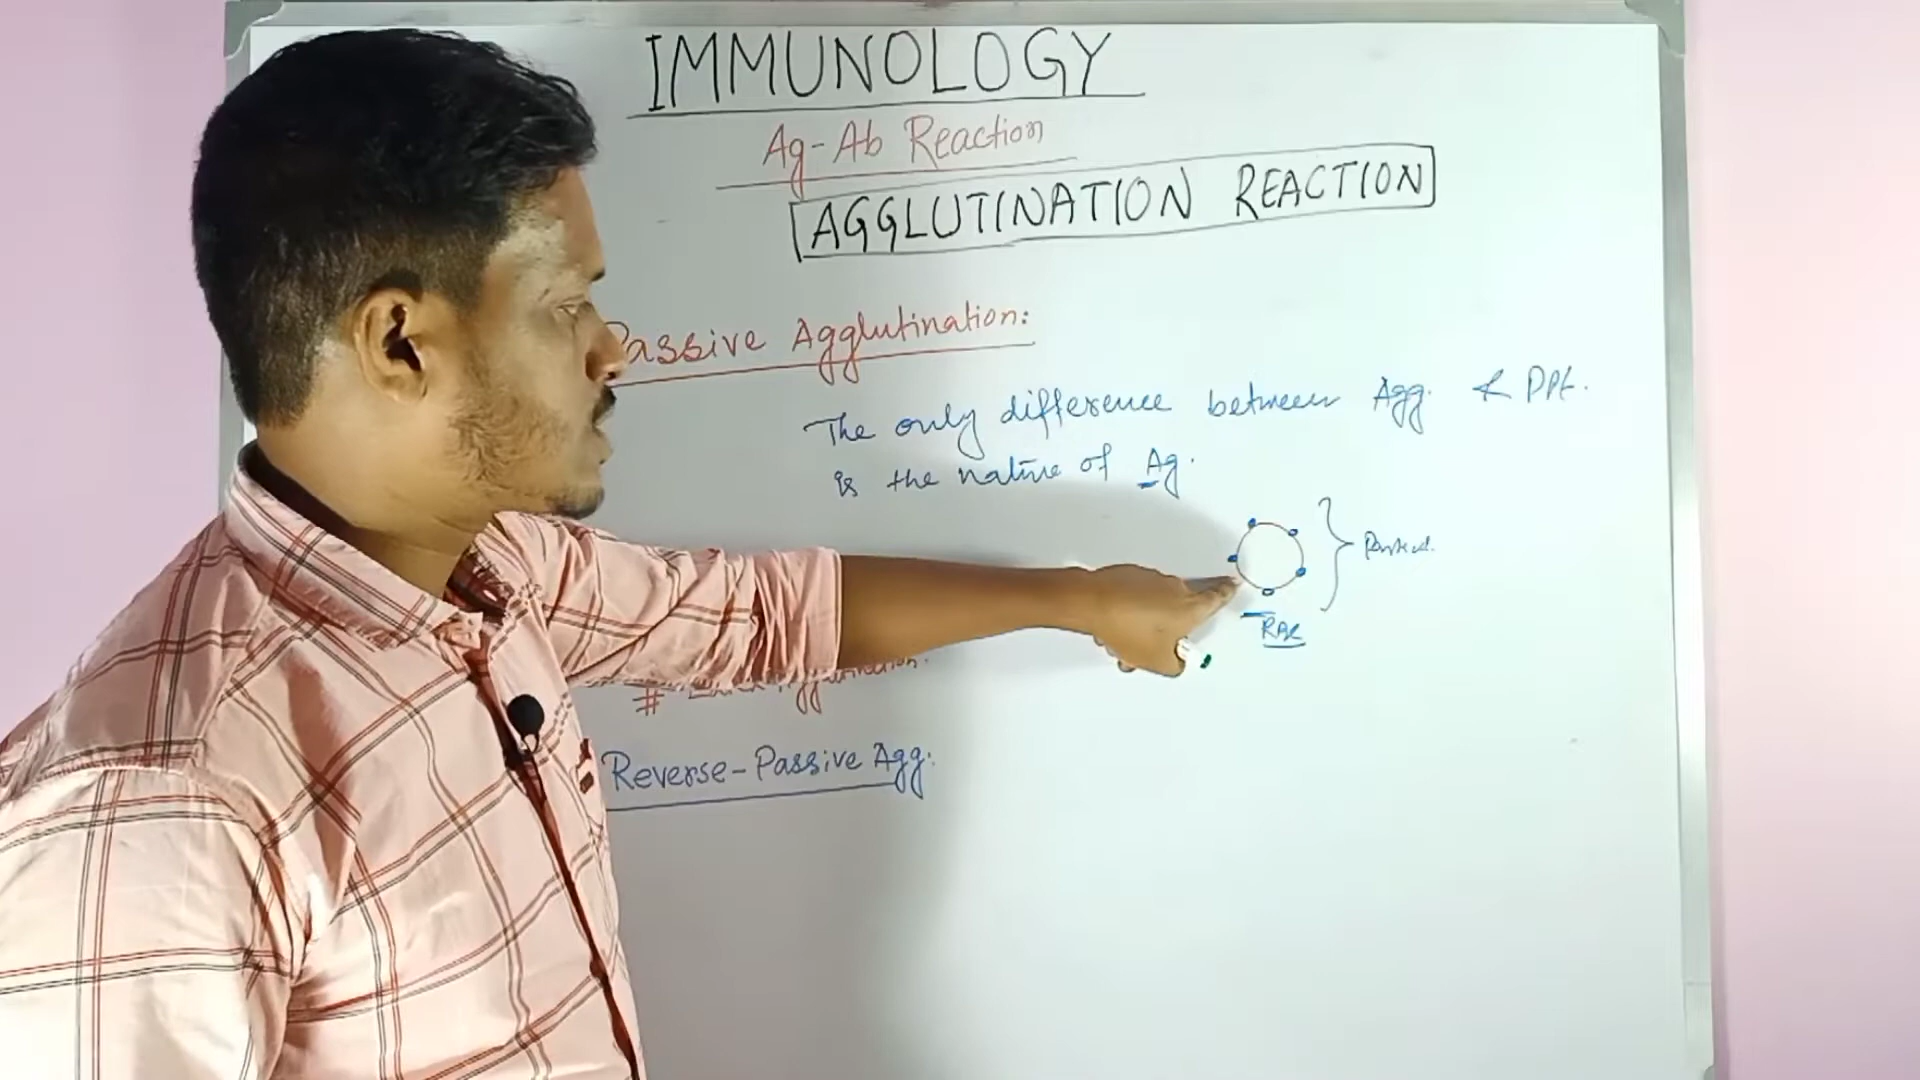 IMMUNOLOGY
Ag-Ab Reaction
AGGLUTINATION REACTION
Passive Agglutination:
The only difference between Agg. & PPt.
is the nature of Ag.
#
Reverse-Passive Agg: